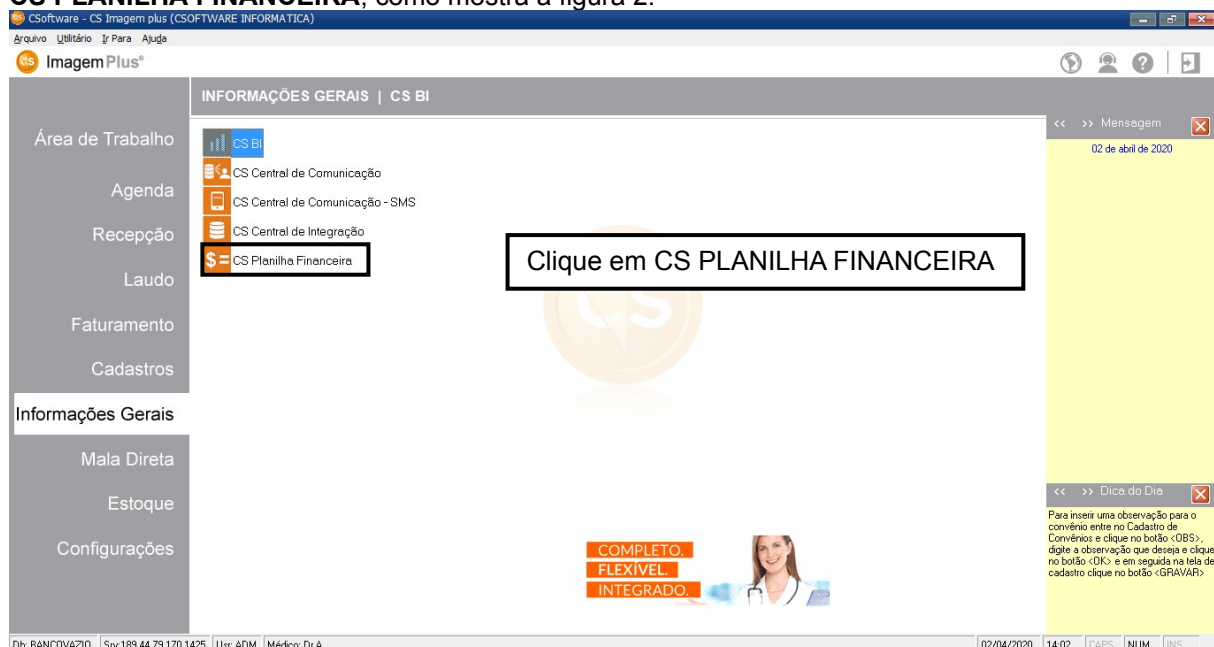 CS PLANILHA FINANCEIRA, como mostra a figura 2.
CSoftware - CS Imagem plus (CSOFTWARE INFORMATICA)
Arquivo Utilitário Ir Para Ajuda
CS ImagemPlus®
INFORMAÇÕES GERAIS | CS BI
Área de Trabalho
Agenda
Recepção
Laudo
Faturamento
Cadastros
Informações Gerais
Mala Direta
Estoque
Configurações
CS BI
CS Central de Comunicação
CS Central de Comunicação - SMS
CS Central de Integração
CS Planilha Financeira
Clique em CS PLANILHA FINANCEIRA
CS
COMPLETO.
FLEXÍVEL.
INTEGRADO.
<< >> Mensagem
02 de abril de 2020
<< >> Dica do Dia
Para inserir uma observação para o
convênio entre no Cadastro de
Convênios e clique no botão <OBS>,
digite a observação que deseja e clique
no botão <OK> e em seguida na tela de
cadastro clique no botão <GRAVAR>
Db: BANCOVAZIO Srv:189.44.79.170,1425 Usr: ADM Médico: Dr.A 02/04/2020 14:02 CAPS NUM INS